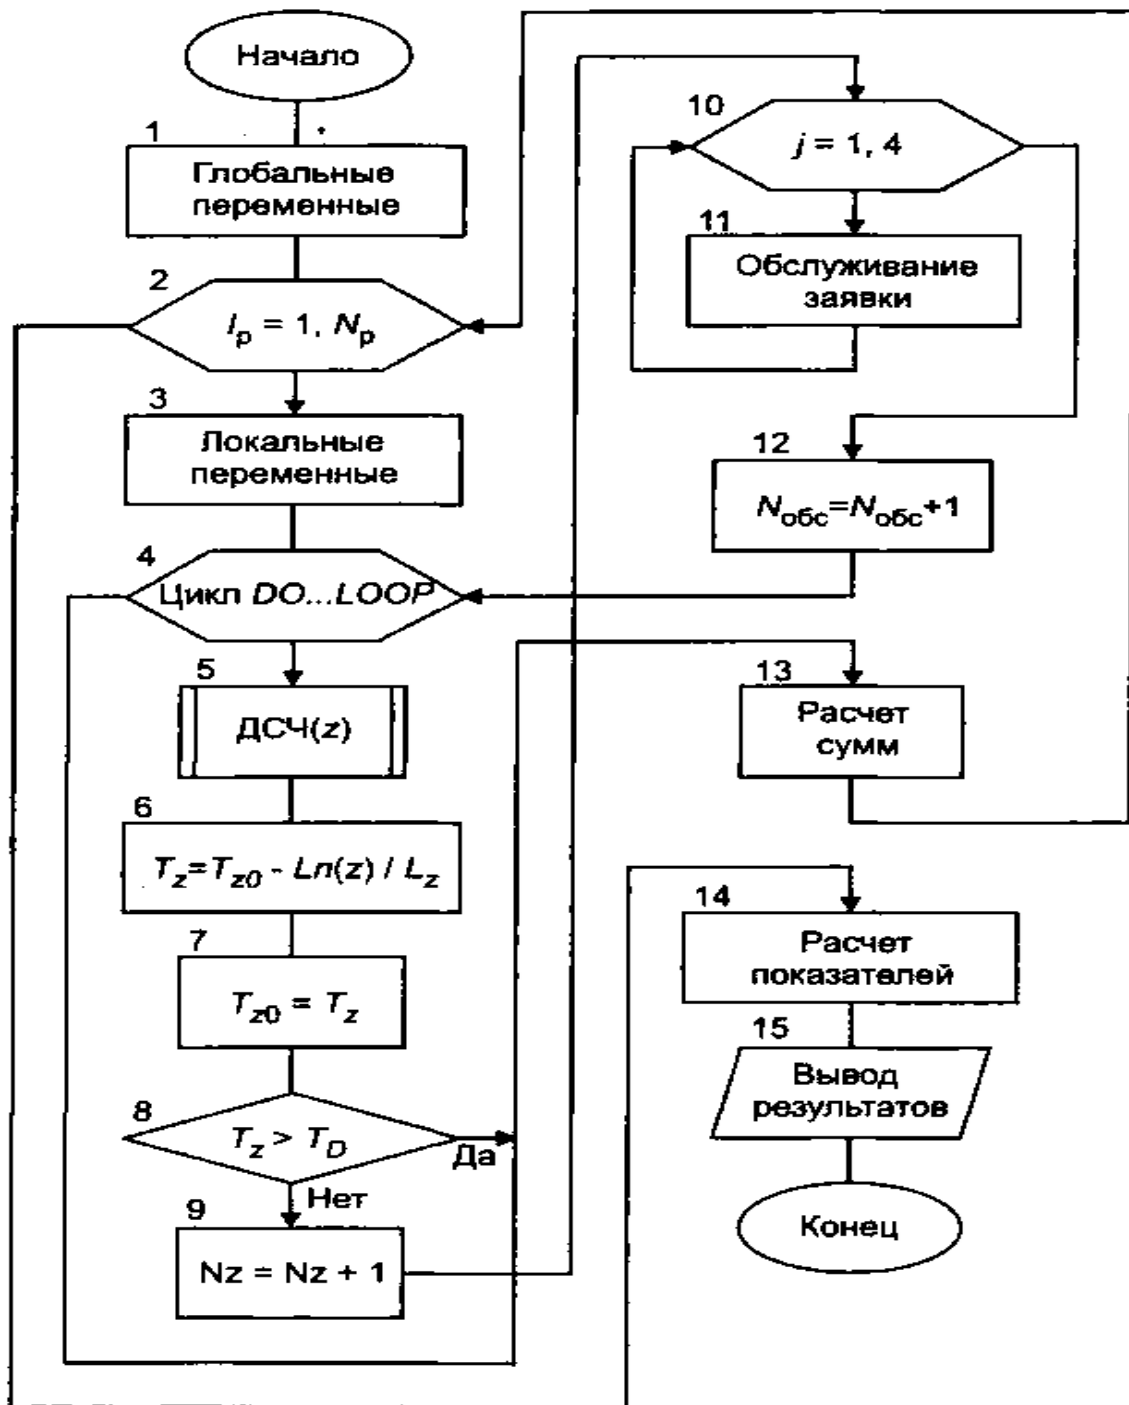 Начало
1
Глобальные
переменные
2
Iр = 1, Nр
3
Локальные
переменные
4
Цикл DO...LOOP
5
ДСЧ(z)
6
Tz=Tz0 - Ln(z) / Lz
7
Tz0 = Tz
8
Tz > TD
Да
Нет
9
Nz = Nz + 1
10
j = 1, 4
11
Обслуживание
заявки
12
Nобс=Nобс+1
13
Расчет
сумм
14
Расчет
показателей
15
Вывод
результатов
Конец